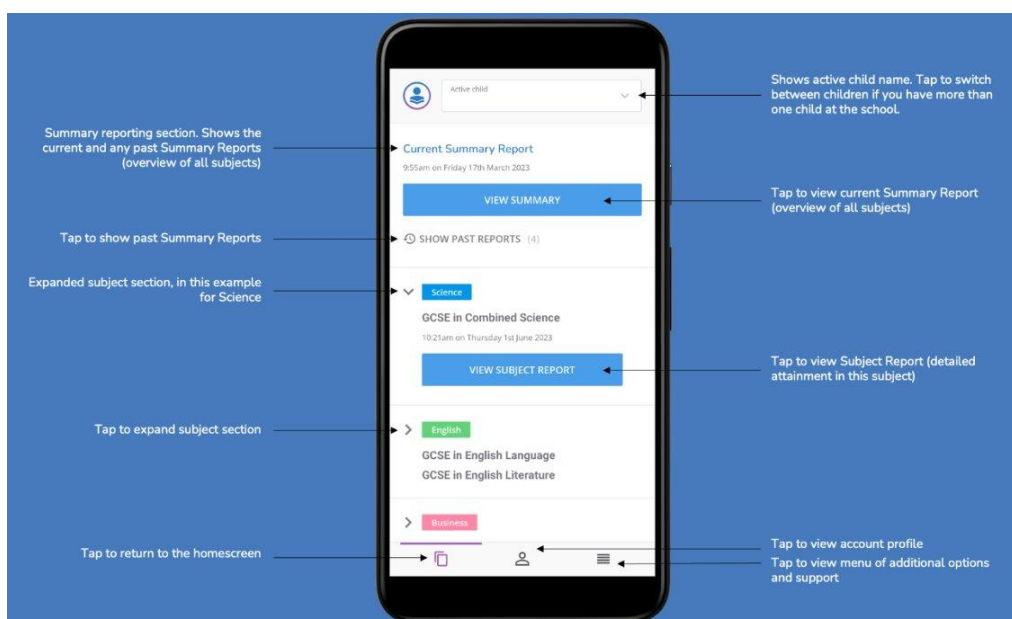 Active child
Shows active child name. Tap to switch
between children if you have more than
one child at the school.
Summary reporting section. Shows the
current and any past Summary Reports
(overview of all subjects)
Current Summary Report
9:55am on Friday 17th March 2023
VIEW SUMMARY
Tap to view current Summary Report
(overview of all subjects)
Tap to show past Summary Reports
SHOW PAST REPORTS (4)
Expanded subject section, in this example
for Science
Science
GCSE in Combined Science
10:21am on Thursday 1st June 2023
VIEW SUBJECT REPORT
Tap to view Subject Report (detailed
attainment in this subject)
Tap to expand subject section
English
GCSE in English Language
GCSE in English Literature
Business
Tap to return to the homescreen
Tap to view account profile
Tap to view menu of additional options
and support